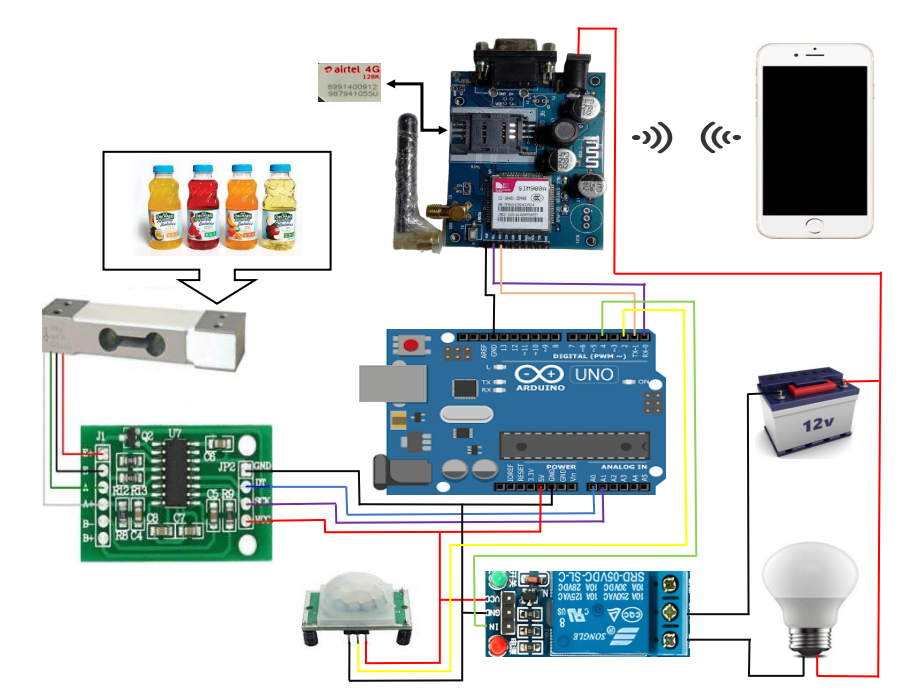 airtel 4G
128K
8991400912
987941055U
SIM900A
AREF
GND
13
12
~11
~10
~9
8
7
~6
~5
4
~3
2
TX-1
RX-0
DIGITAL (PWM ~)
L
TX
RX
ARDUINO
UNO
ON
POWER
ANALOG IN
IOREF
RESET
3.3V
5V
GND
GND
Vin
A0
A1
A2
A3
A4
A5
12v
J1
Q2
U7
C6
JP2
GND
DT
SCK
VCC
A+
B-
B+
R12
R13
R8
C4
C8
C7
C5
R9
VCC
GND
IN
SRD-05VDC-SL-C
10A 250VAC 10A 125VAC
10A 30VDC 10A 28VDC
CQC
SONGLE